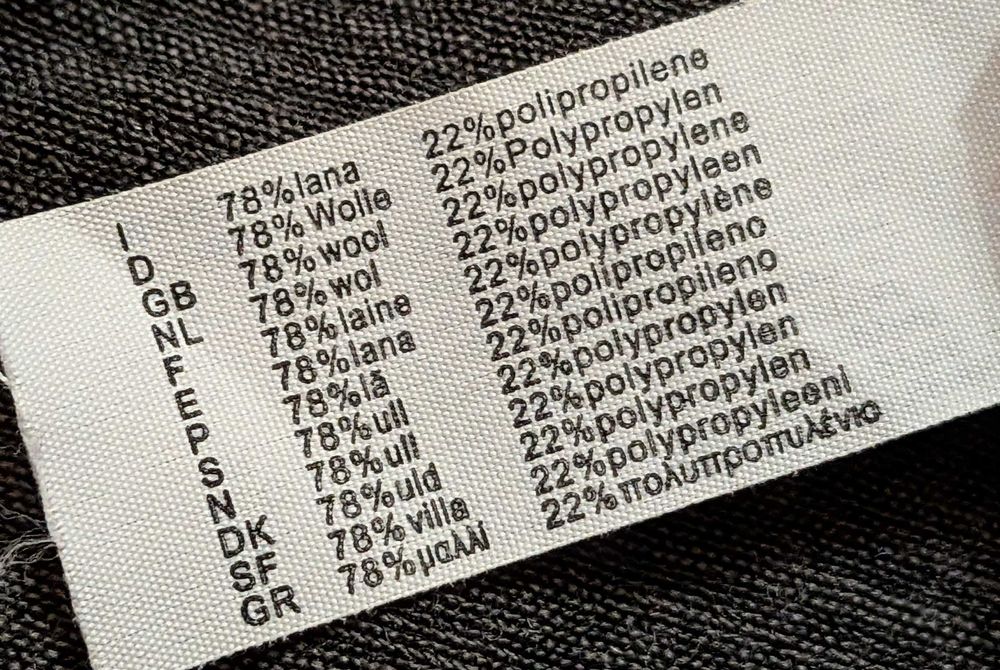 I 78%lana 22%polipropilene
D 78%Wolle 22%Polypropylen
GB 78%wool 22%polypropylene
NL 78%wol 22%polypropyleen
F 78%laine 22%polypropylène
E 78%lana 22%polipropileno
P 78%lã 22%polipropileno
S 78%ull 22%polypropylen
N 78%ull 22%polypropylen
DK 78%uld 22%polypropylen
SF 78%villa 22%polypropyleeni
GR 78%μαλλί 22%πολυπροπυλένιο